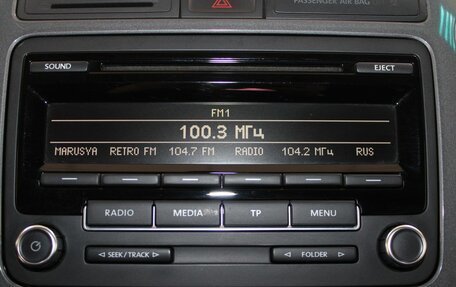 PASSENGER AIR BAG
SOUND EJECT
FM1
100.3 МГц
MARUSYA RETRO FM 104.7 FM RADIO 104.2 МГц RUS
RADIO MEDIA TP MENU
SEEK / TRACK FOLDER